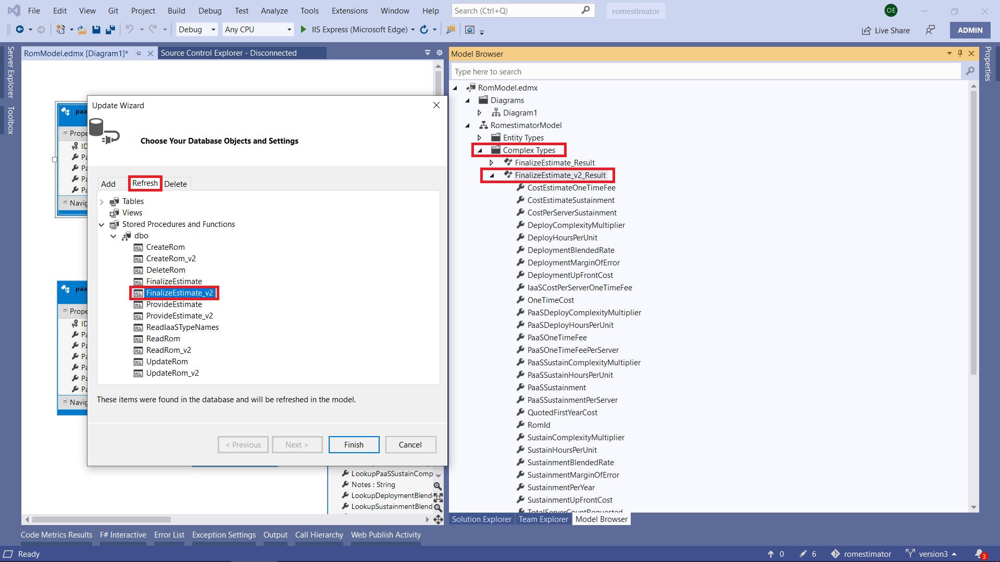 File Edit View Git Project Build Debug Test Analyze Tools Extensions Window Help Search (Ctrl+Q) romestimator OE
Debug Any CPU IIS Express (Microsoft Edge) Live Share ADMIN
Server Explorer
Toolbox
RomModel.edmx [Diagram1]* Source Control Explorer - Disconnected
paa
Prope
ID
Pa
Pa
Pa
Pa
Navig
paa
Prope
ID
Pa
Pa
Pa
Pa
Pa
Pa
Navig
Update Wizard
Choose Your Database Objects and Settings
Add Refresh Delete
Tables
Views
Stored Procedures and Functions
dbo
CreateRom
CreateRom_v2
DeleteRom
FinalizeEstimate
FinalizeEstimate_v2
ProvideEstimate
ProvideEstimate_v2
ReadIaaSTypeNames
ReadRom
ReadRom_v2
UpdateRom
UpdateRom_v2
These items were found in the database and will be refreshed in the model.
< Previous Next > Finish Cancel
LookupPaaSSustainComp
Notes : String
LookupDeploymentBlend
LookupSustainmentBlend
Model Browser
Type here to search
RomModel.edmx
Diagrams
Diagram1
RomestimatorModel
Entity Types
Complex Types
FinalizeEstimate_Result
FinalizeEstimate_v2_Result
CostEstimateOneTimeFee
CostEstimateSustainment
CostPerServerSustainment
DeployComplexityMultiplier
DeployHoursPerUnit
DeploymentBlendedRate
DeploymentMarginOfError
DeploymentUpFrontCost
IaaSCostPerServerOneTimeFee
OneTimeCost
PaaSDeployComplexityMultiplier
PaaSDeployHoursPerUnit
PaaSOneTimeFee
PaaSOneTimeFeePerServer
PaaSSustainComplexityMultiplier
PaaSSustainHoursPerUnit
PaaSSustainment
PaaSSustainmentPerServer
QuotedFirstYearCost
RomId
SustainComplexityMultiplier
SustainHoursPerUnit
SustainmentBlendedRate
SustainmentMarginOfError
SustainmentPerYear
SustainmentUpFrontCost
TotalServerCountRequested
Solution Explorer Team Explorer Model Browser
Properties
Code Metrics Results F# Interactive Error List Exception Settings Output Call Hierarchy Web Publish Activity
Ready 0 6 romestimator version3 3